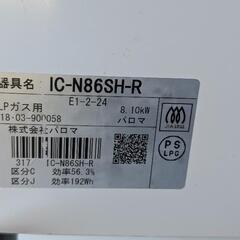 器具名 IC-N86SH-R
E1-2-24
LPガス用 8.10kW
18・03-900058 パロマ
株式会社パロマ
317 IC-N86SH-R
区分C 効率56.3%
区分J 効率192Wh
PS
LPG